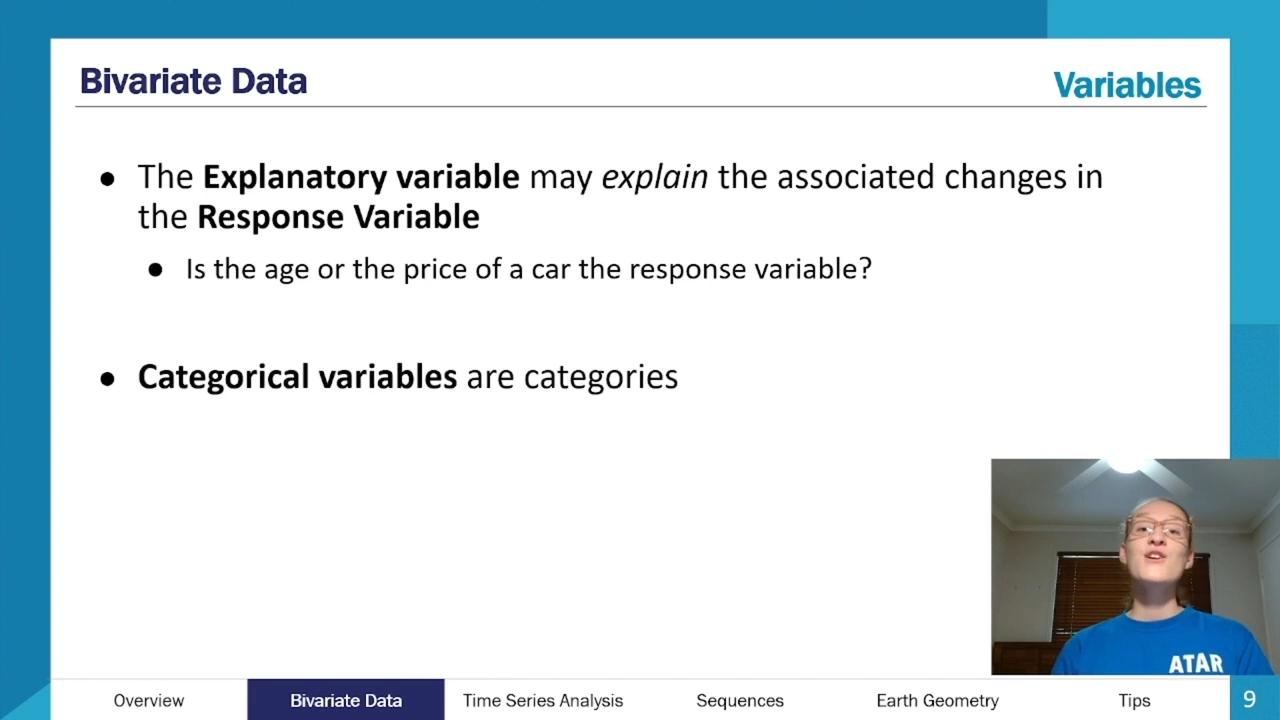 Bivariate Data
Variables
● The Explanatory variable may explain the associated changes in
the Response Variable
● Is the age or the price of a car the response variable?
● Categorical variables are categories
ATAR
Overview
Bivariate Data
Time Series Analysis
Sequences
Earth Geometry
Tips
9